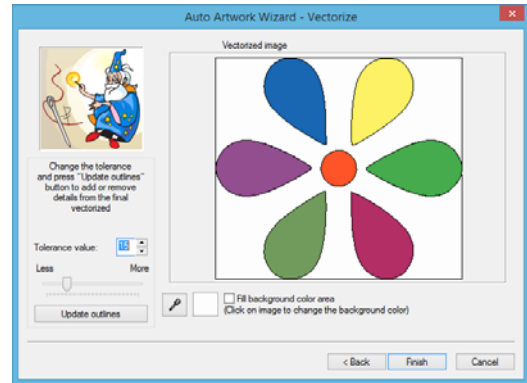 Auto Artwork Wizard - Vectorize
Vectorized image
Change the tolerance
and press "Update outlines"
button to add or remove
details from the final
vectorized
Tolerance value: 15
Less More
Update outlines
Fill background color area
(Click on image to change the background color)
< Back Finish Cancel